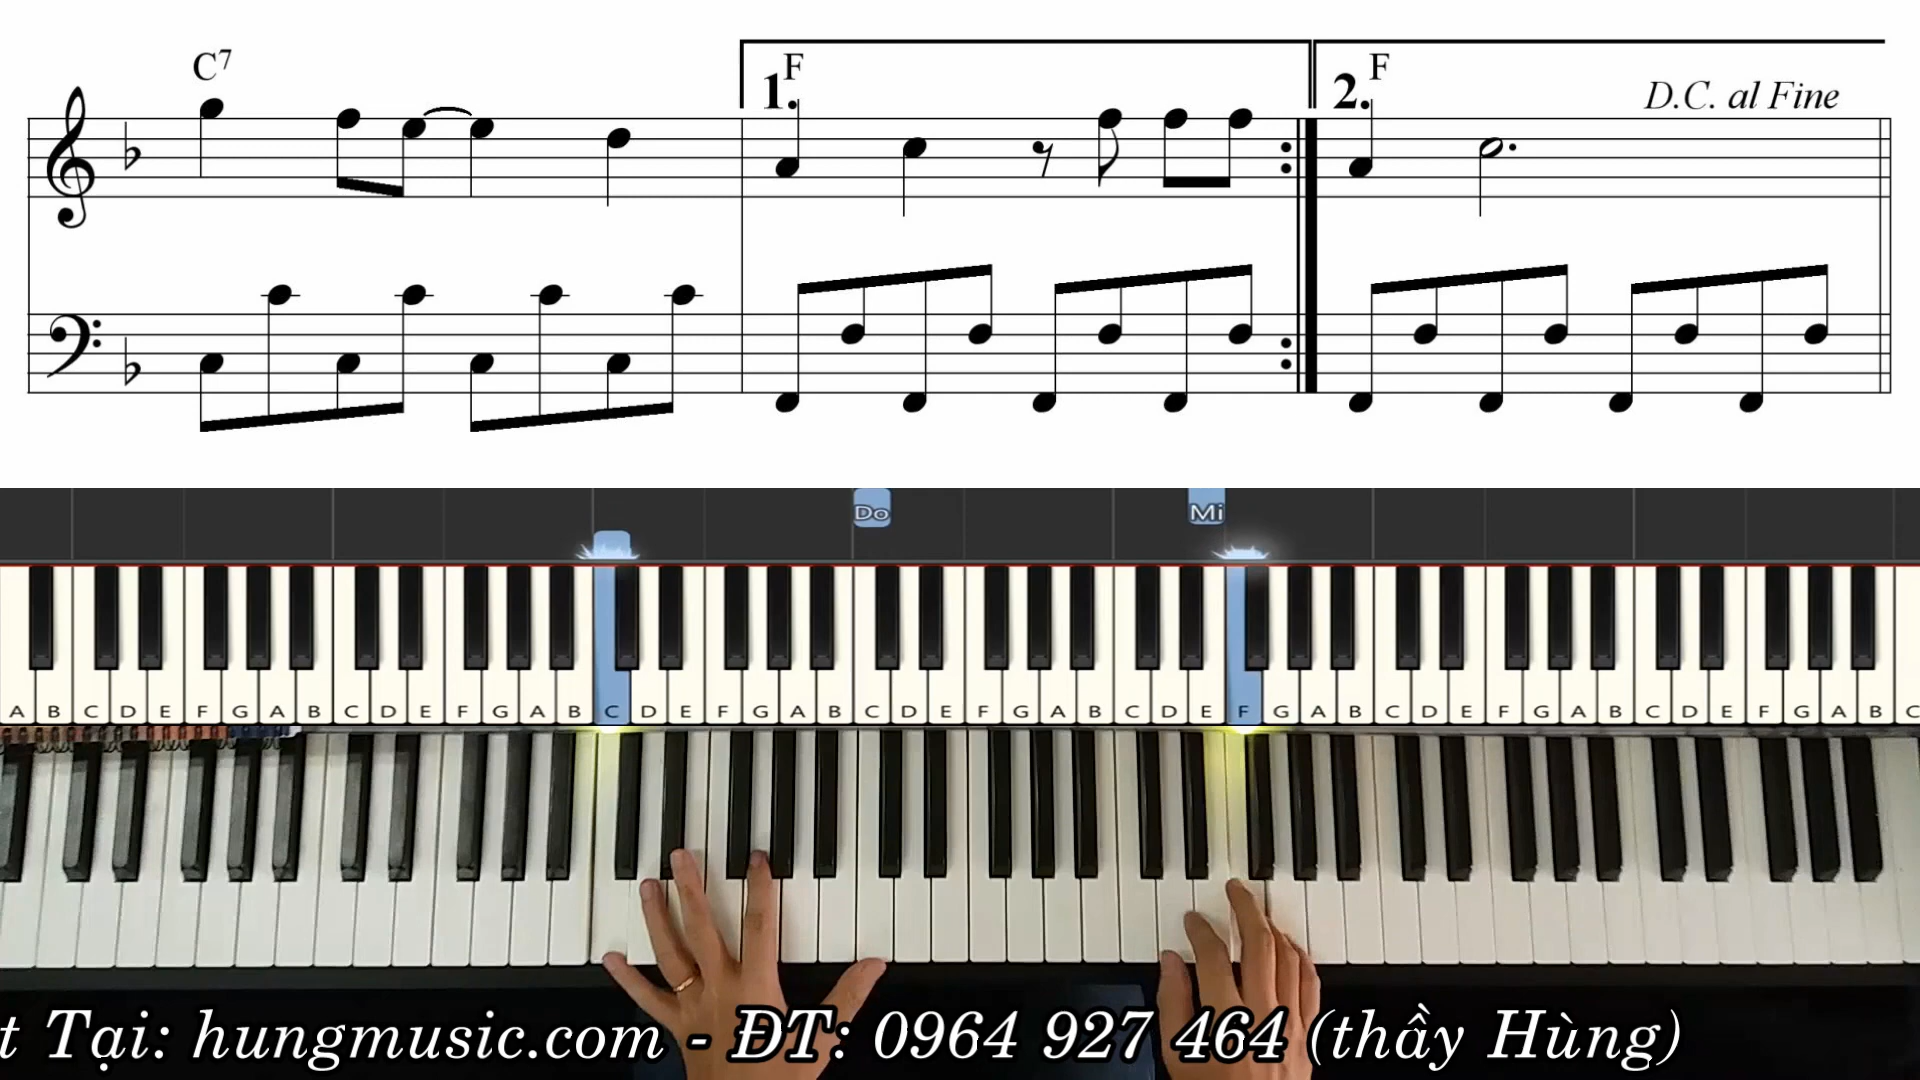 C7
1. F
2. F
D.C. al Fine
Do Mi
A B C D E F G A B C D E F G A B C D E F G A B C D E F G A B C D E F G A B C D E F G A B C D E F G A B C
t Tại: hungmusic.com - ĐT: 0964 927 464 (thầy Hùng)